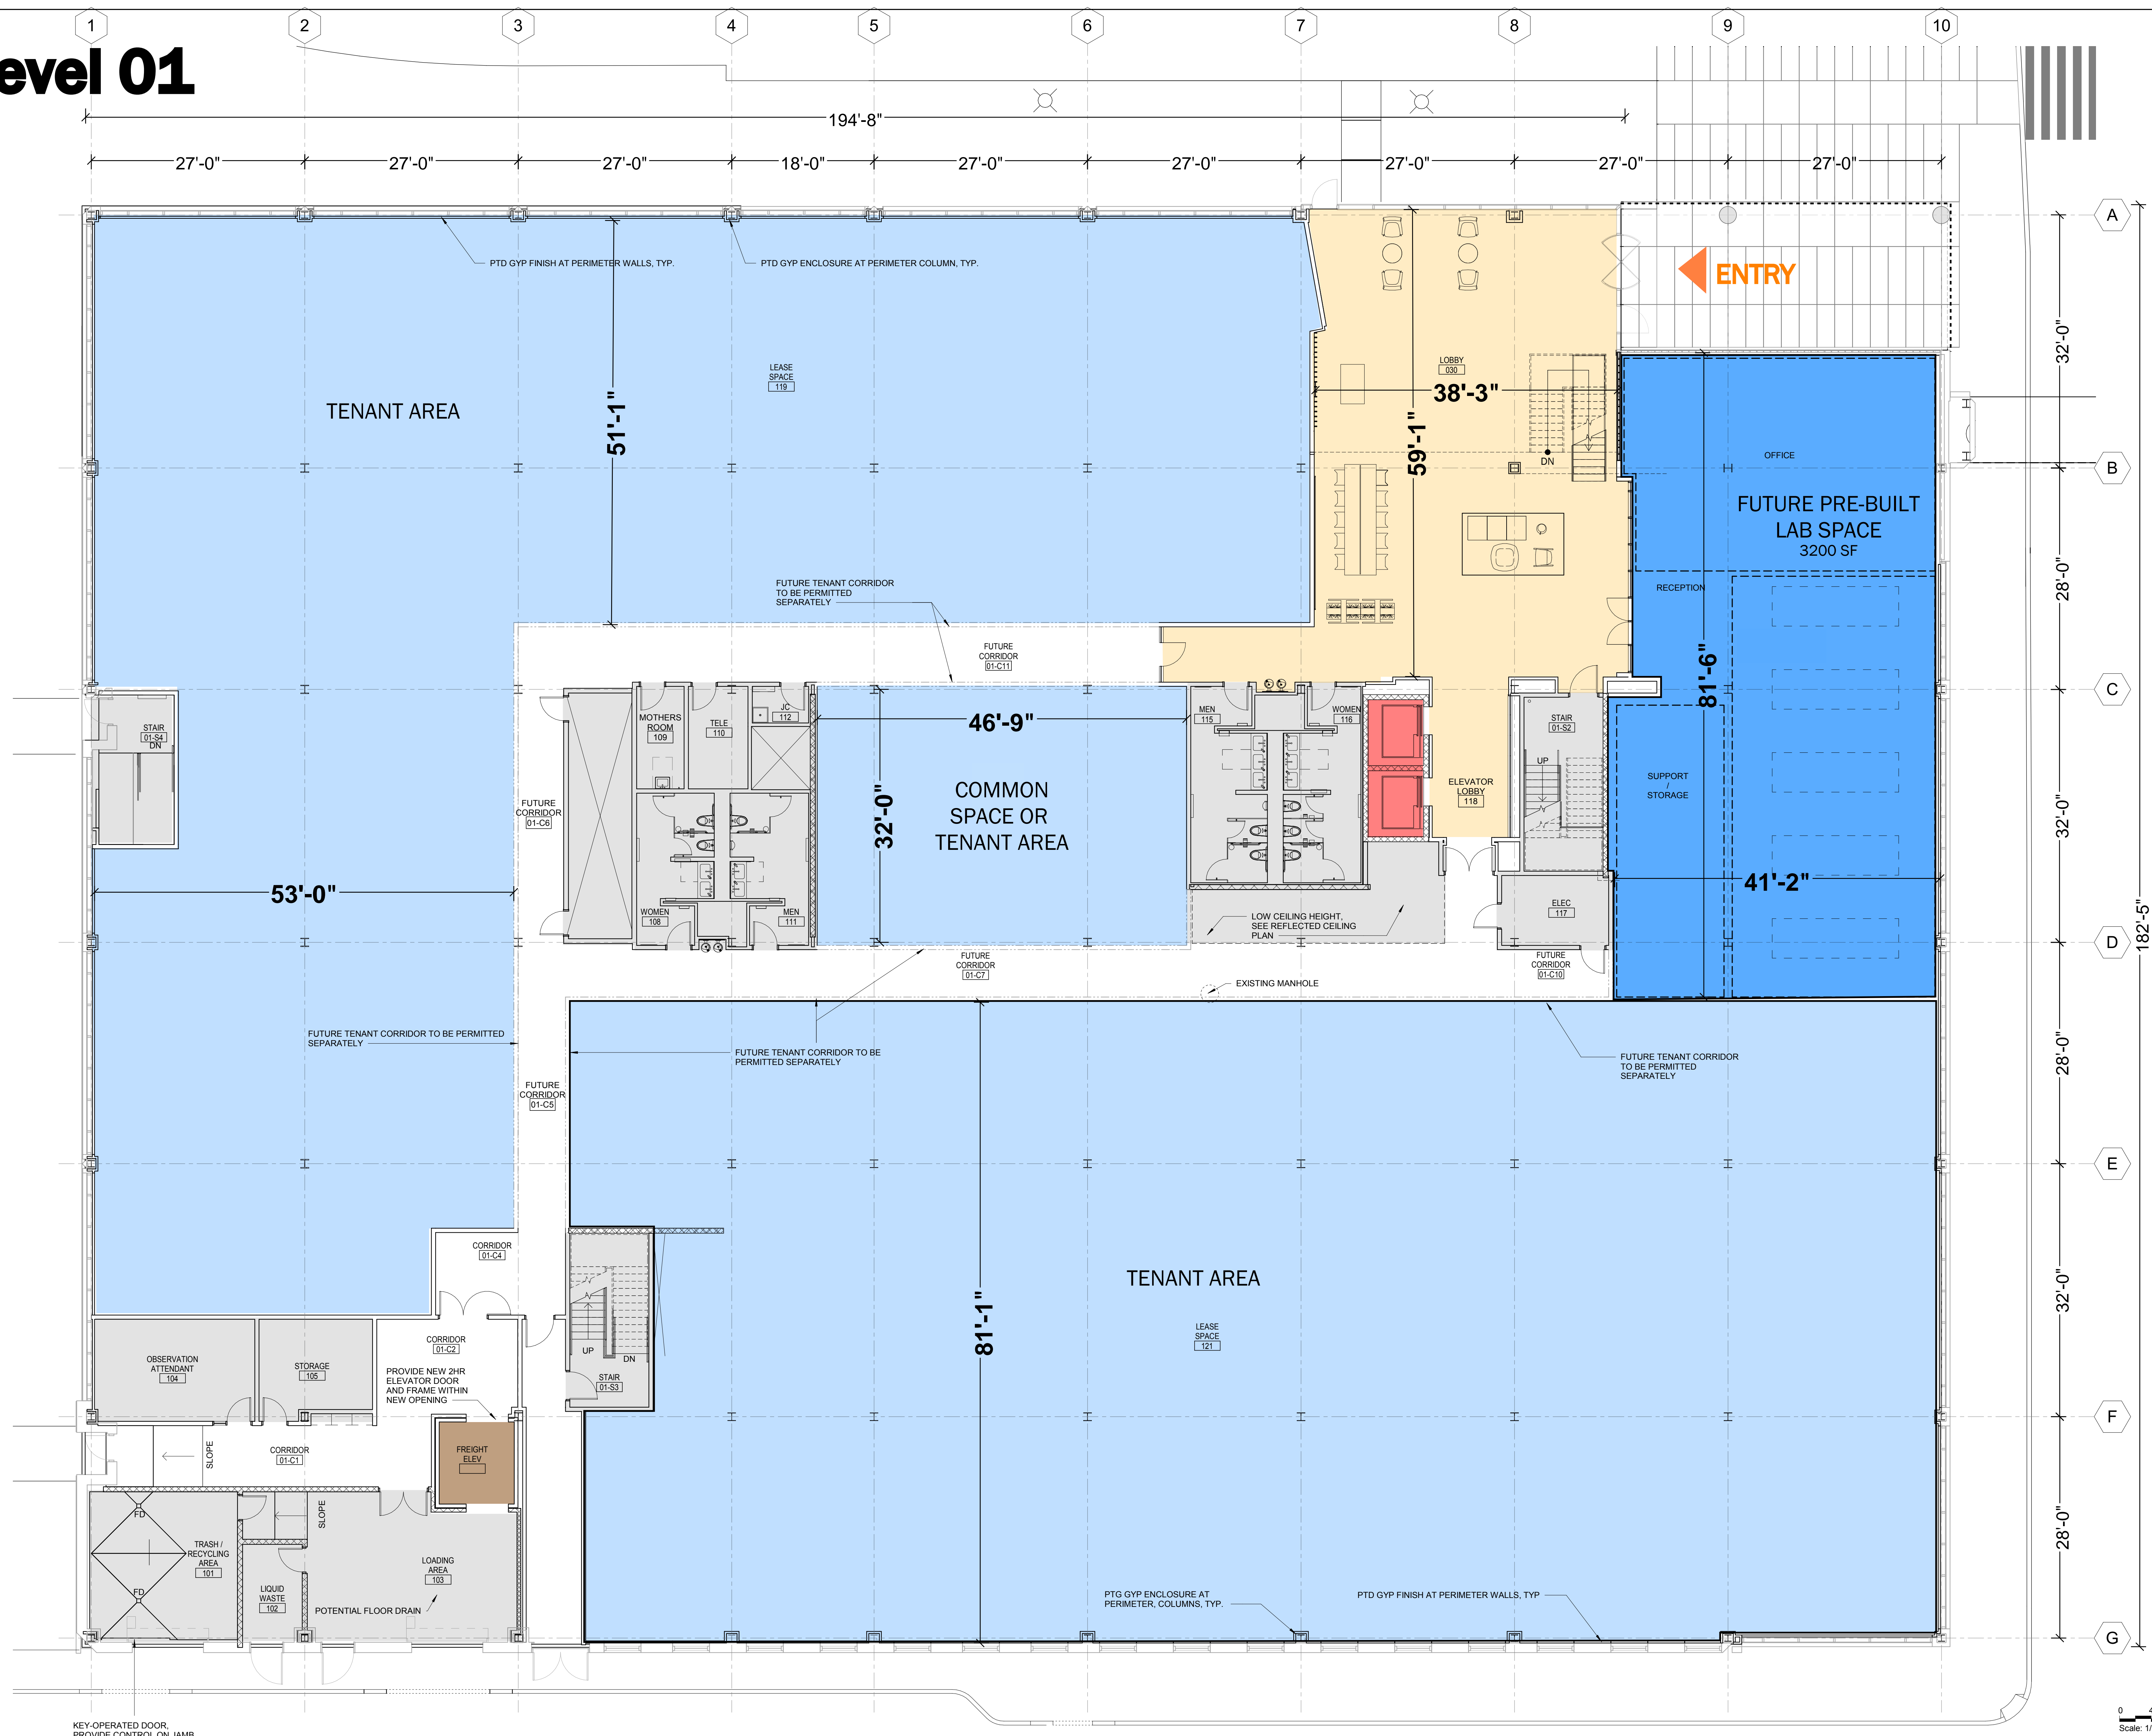 1
2
3
4
5
6
7
8
9
10
evel 01
194'-8"
27'-0"
27'-0"
27'-0"
18'-0"
27'-0"
27'-0"
27'-0"
27'-0"
27'-0"
A
PTD GYP FINISH AT PERIMETER WALLS, TYP.
PTD GYP ENCLOSURE AT PERIMETER COLUMN, TYP.
ENTRY
32'-0"
LEASE
SPACE
119
TENANT AREA
51'-1"
LOBBY
030
38'-3"
59'-1"
DN
OFFICE
B
FUTURE PRE-BUILT
LAB SPACE
3200 SF
FUTURE TENANT CORRIDOR
TO BE PERMITTED
SEPARATELY
RECEPTION
28'-0"
FUTURE
CORRIDOR
01-C11
81'-6"
C
STAIR
01-S4
DN
MOTHERS
ROOM
109
TELE
110
JC
112
46'-9"
MEN
115
WOMEN
116
STAIR
01-S2
UP
COMMON
SPACE OR
TENANT AREA
32'-0"
ELEVATOR
LOBBY
118
SUPPORT
/
STORAGE
32'-0"
FUTURE
CORRIDOR
01-C6
53'-0"
41'-2"
WOMEN
108
MEN
111
LOW CEILING HEIGHT,
SEE REFLECTED CEILING
PLAN
ELEC
117
182'-5"
D
FUTURE
CORRIDOR
01-C7
FUTURE
CORRIDOR
01-C10
EXISTING MANHOLE
FUTURE TENANT CORRIDOR TO BE PERMITTED
SEPARATELY
FUTURE TENANT CORRIDOR TO BE
PERMITTED SEPARATELY
FUTURE TENANT CORRIDOR
TO BE PERMITTED
SEPARATELY
28'-0"
FUTURE
CORRIDOR
01-C5
E
CORRIDOR
01-C4
TENANT AREA
32'-0"
81'-1"
LEASE
SPACE
121
CORRIDOR
01-C2
UP
DN
STAIR
01-S3
OBSERVATION
ATTENDANT
104
STORAGE
105
PROVIDE NEW 2HR
ELEVATOR DOOR
AND FRAME WITHIN
NEW OPENING
F
SLOPE
CORRIDOR
01-C1
FREIGHT
ELEV
FD
SLOPE
TRASH /
RECYCLING
AREA
101
28'-0"
LOADING
AREA
103
FD
LIQUID
WASTE
102
POTENTIAL FLOOR DRAIN
PTG GYP ENCLOSURE AT
PERIMETER, COLUMNS, TYP.
PTD GYP FINISH AT PERIMETER WALLS, TYP
G
KEY-OPERATED DOOR,
PROVIDE CONTROL ON JAMB
0
Scale: 1/